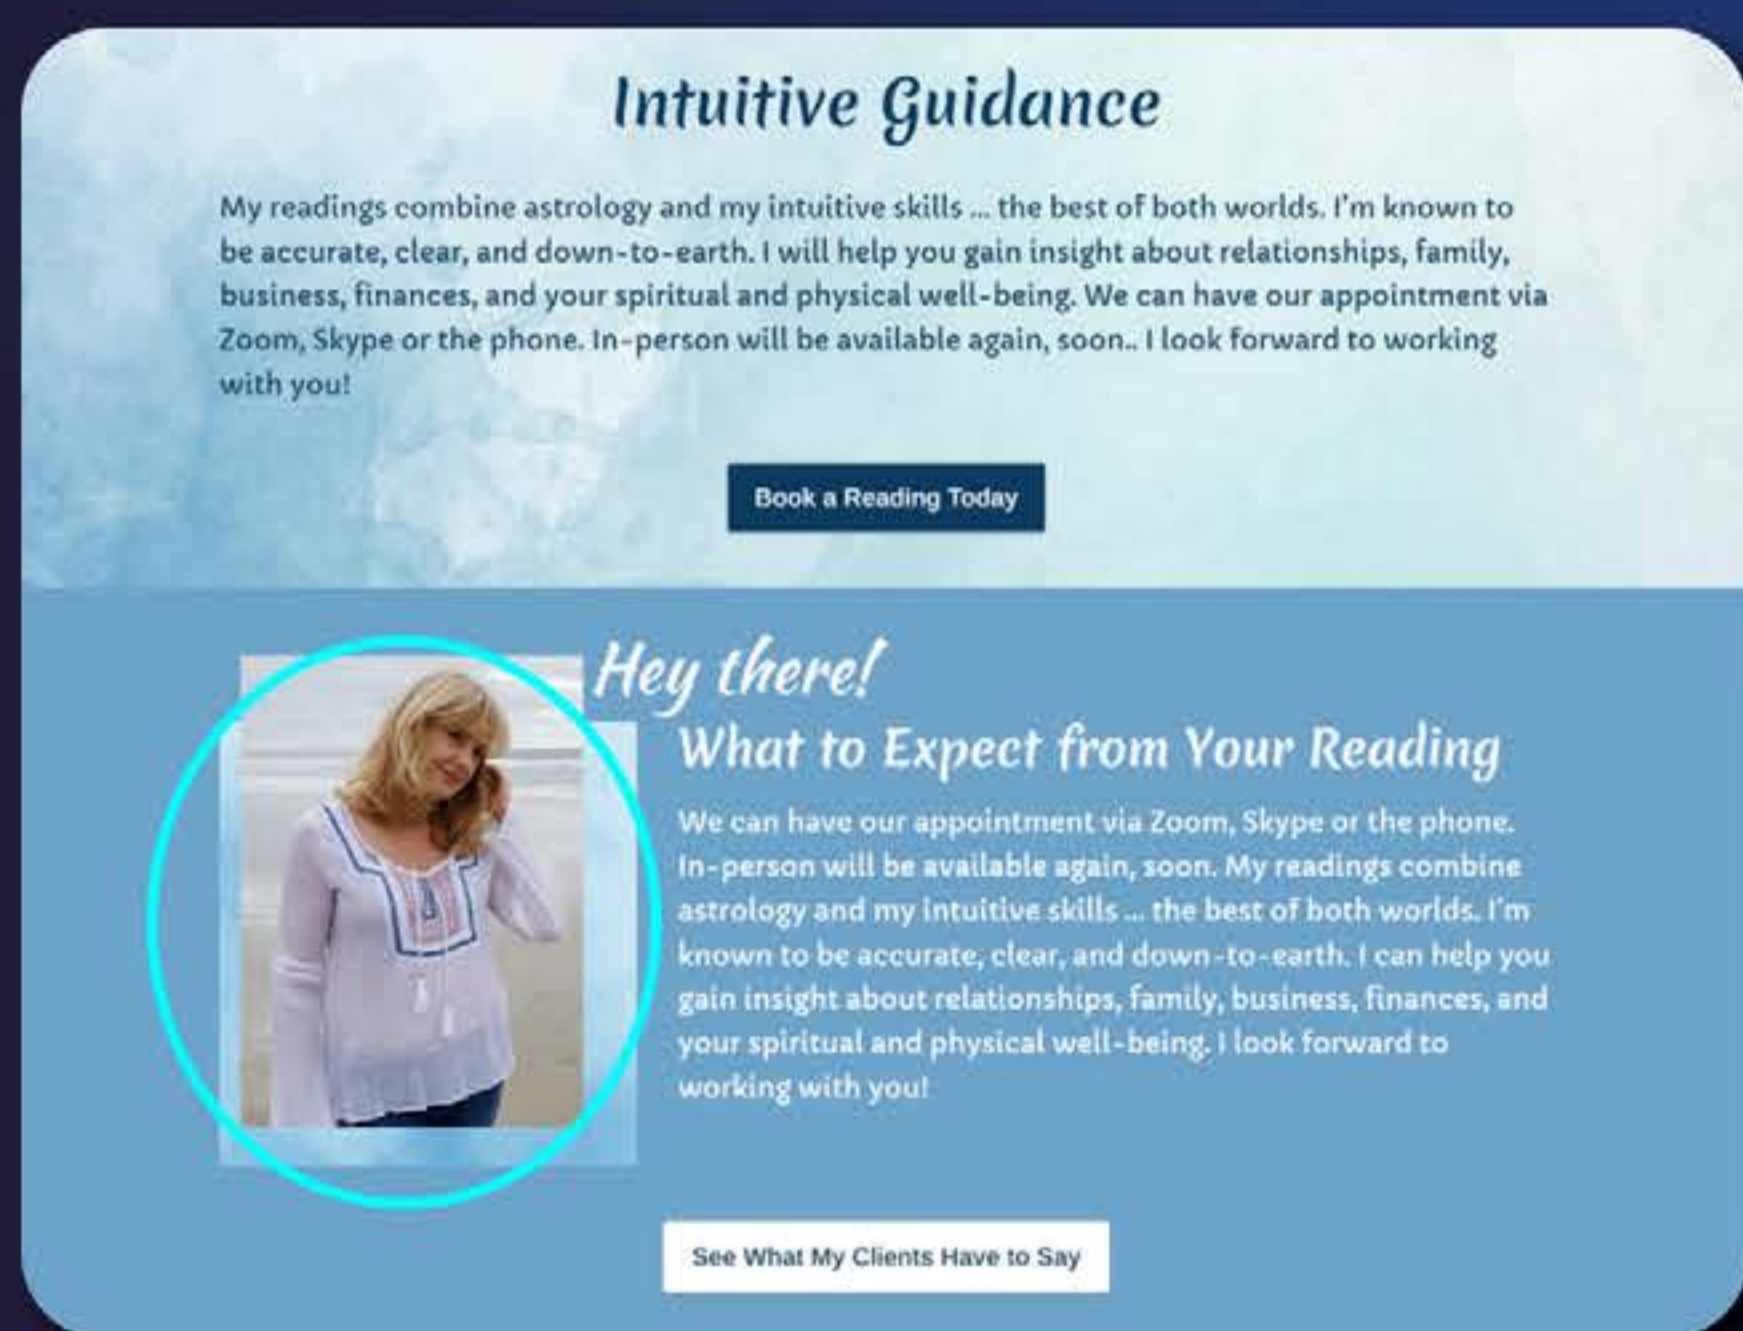 Intuitive Guidance
My readings combine astrology and my intuitive skills ... the best of both worlds. I'm known to
be accurate, clear, and down-to-earth. I will help you gain insight about relationships, family,
business, finances, and your spiritual and physical well-being. We can have our appointment via
Zoom, Skype or the phone. In-person will be available again, soon.. I look forward to working
with you!
Book a Reading Today
Hey there!
What to Expect from Your Reading
We can have our appointment via Zoom, Skype or the phone.
In-person will be available again, soon. My readings combine
astrology and my intuitive skills ... the best of both worlds. I'm
known to be accurate, clear, and down-to-earth. I can help you
gain insight about relationships, family, business, finances, and
your spiritual and physical well-being. I look forward to
working with you!
See What My Clients Have to Say